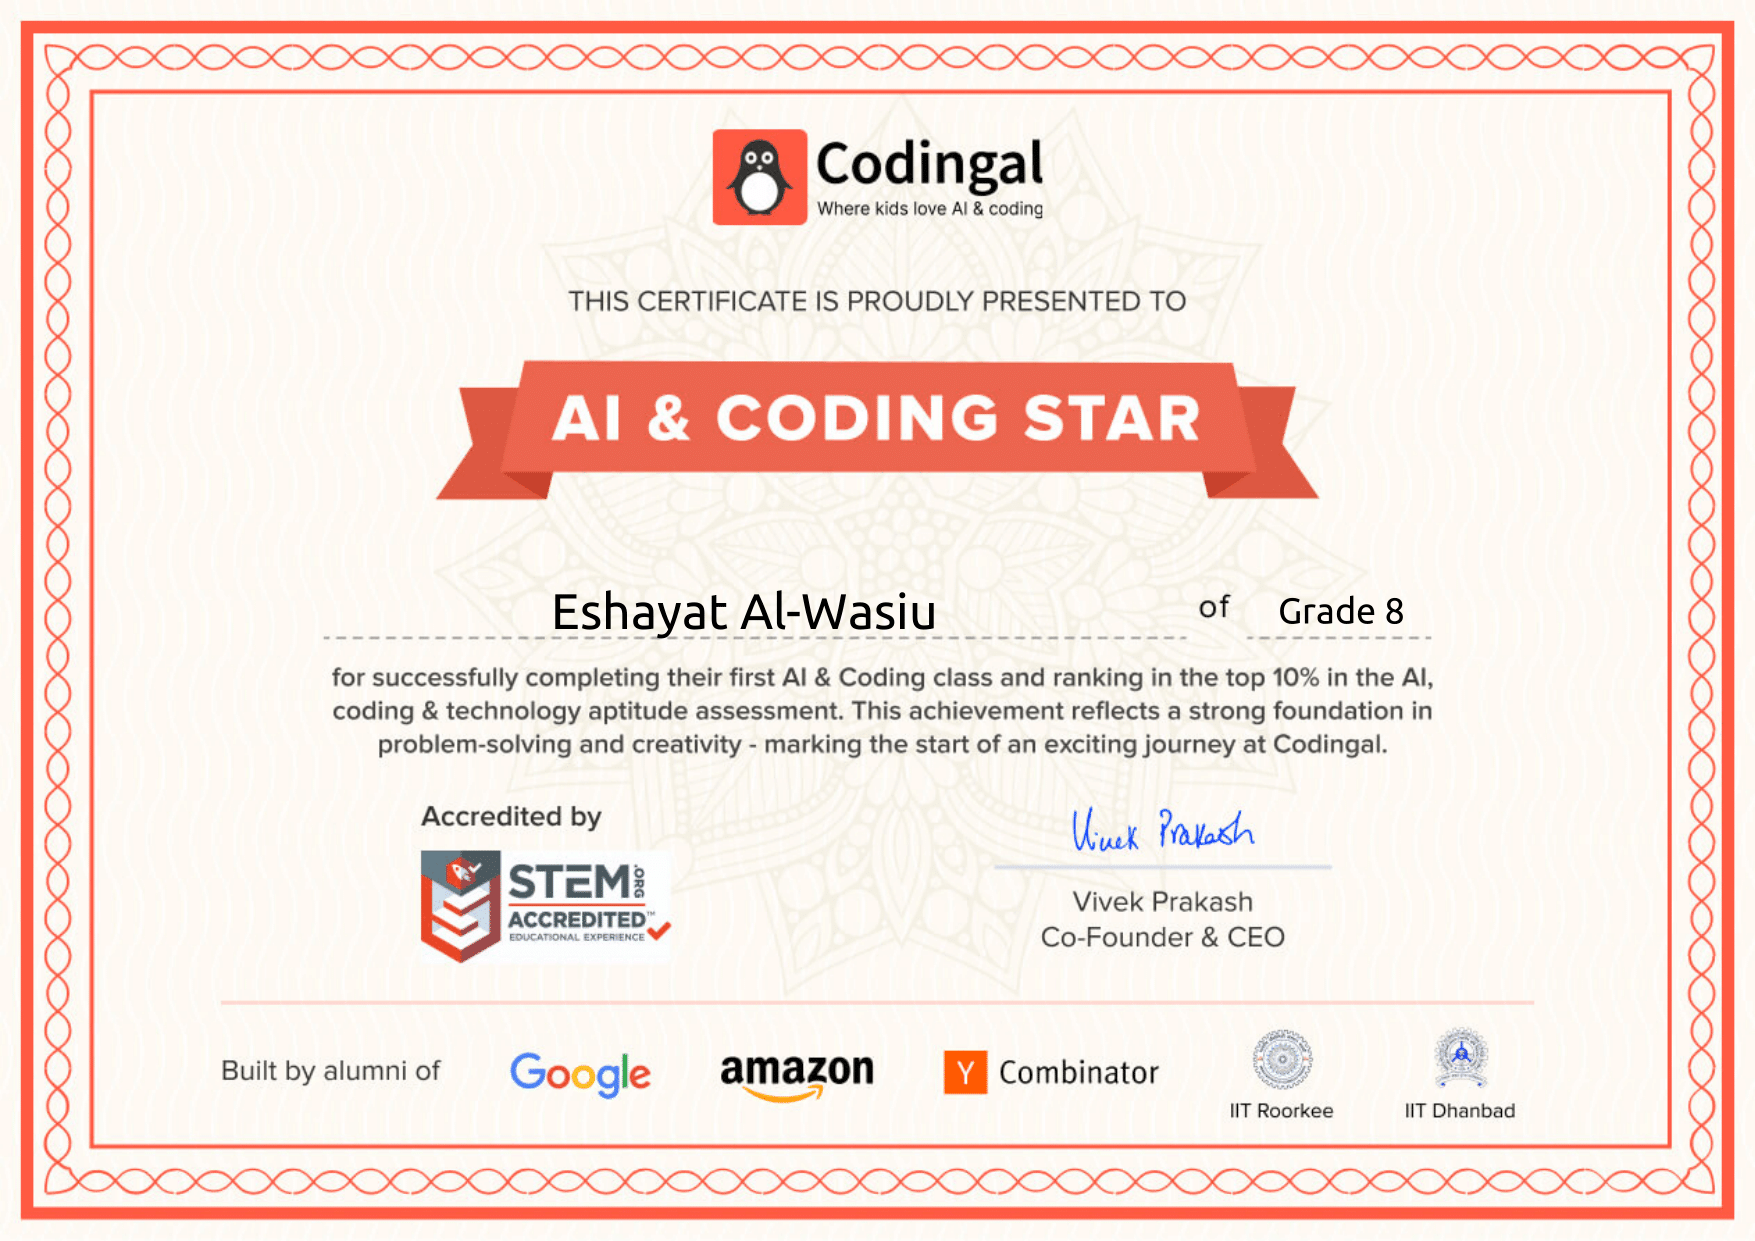 Codingal
Where kids love AI & coding
THIS CERTIFICATE IS PROUDLY PRESENTED TO
AI & CODING STAR
Eshayat Al-Wasiu of Grade 8
for successfully completing their first AI & Coding class and ranking in the top 10% in the AI,
coding & technology aptitude assessment. This achievement reflects a strong foundation in
problem-solving and creativity - marking the start of an exciting journey at Codingal.
Accredited by
STEM.ORG
ACCREDITED™
EDUCATIONAL EXPERIENCE
Vivek Prakash
Vivek Prakash
Co-Founder & CEO
Built by alumni of Google amazon Y Combinator
IIT Roorkee IIT Dhanbad